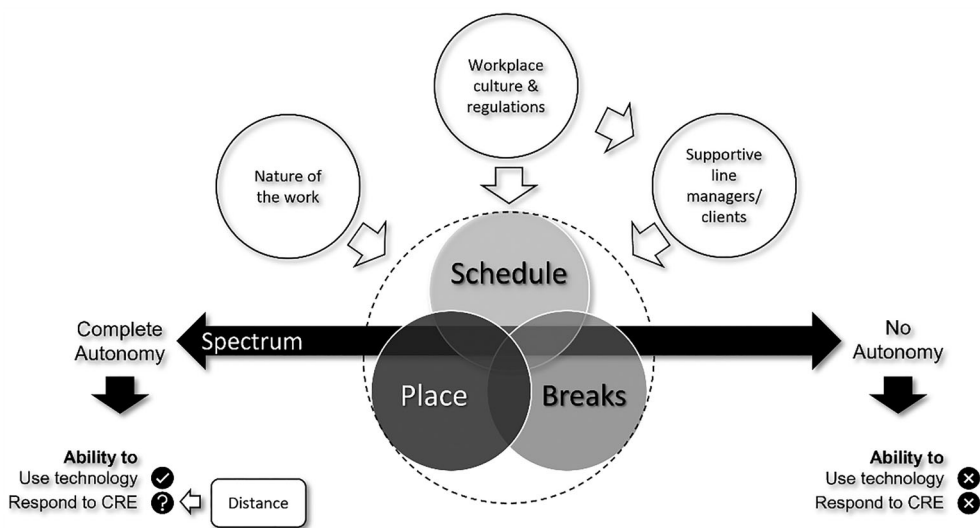 Workplace
culture &
regulations
Nature of
the work
Supportive
line
managers/
clients
Schedule
Complete
Autonomy
Spectrum
No
Autonomy
Place
Breaks
Ability to
Use technology
Respond to CRE ?
Distance
Ability to
Use technology
Respond to CRE